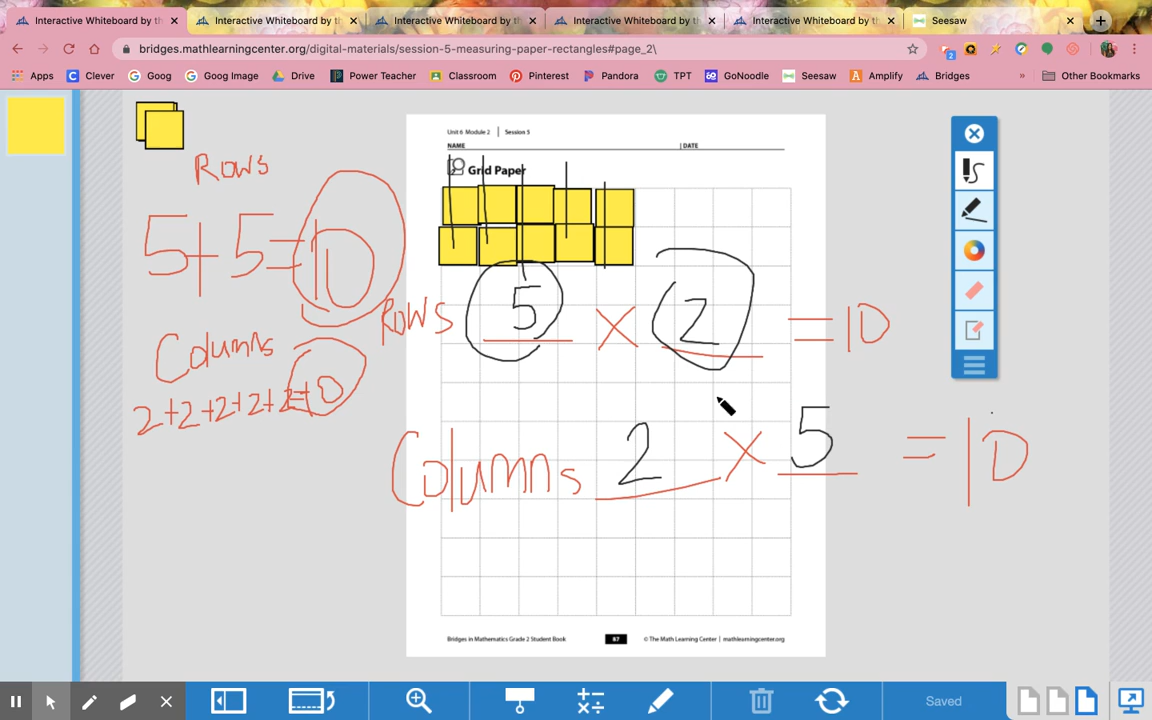 Interactive Whiteboard by th
Interactive Whiteboard by th
Interactive Whiteboard by th
Interactive Whiteboard by th
Interactive Whiteboard by th
Seesaw
bridges.mathlearningcenter.org/digital-materials/session-5-measuring-paper-rectangles#page_2\
Apps
Clever
Goog
Goog Image
Drive
Power Teacher
Classroom
Pinterest
Pandora
TPT
GoNoodle
Seesaw
Amplify
Bridges
»
Other Bookmarks
Unit 6 Module 2 | Session 5
NAME | DATE
Grid Paper
Rows
5+5=10
Columns
2+2+2+2+2=10
Rows 5 x 2 =10
Columns 2 x 5 =10
Bridges in Mathematics Grade 2 Student Book 87 © The Math Learning Center | mathlearningcenter.org
Saved